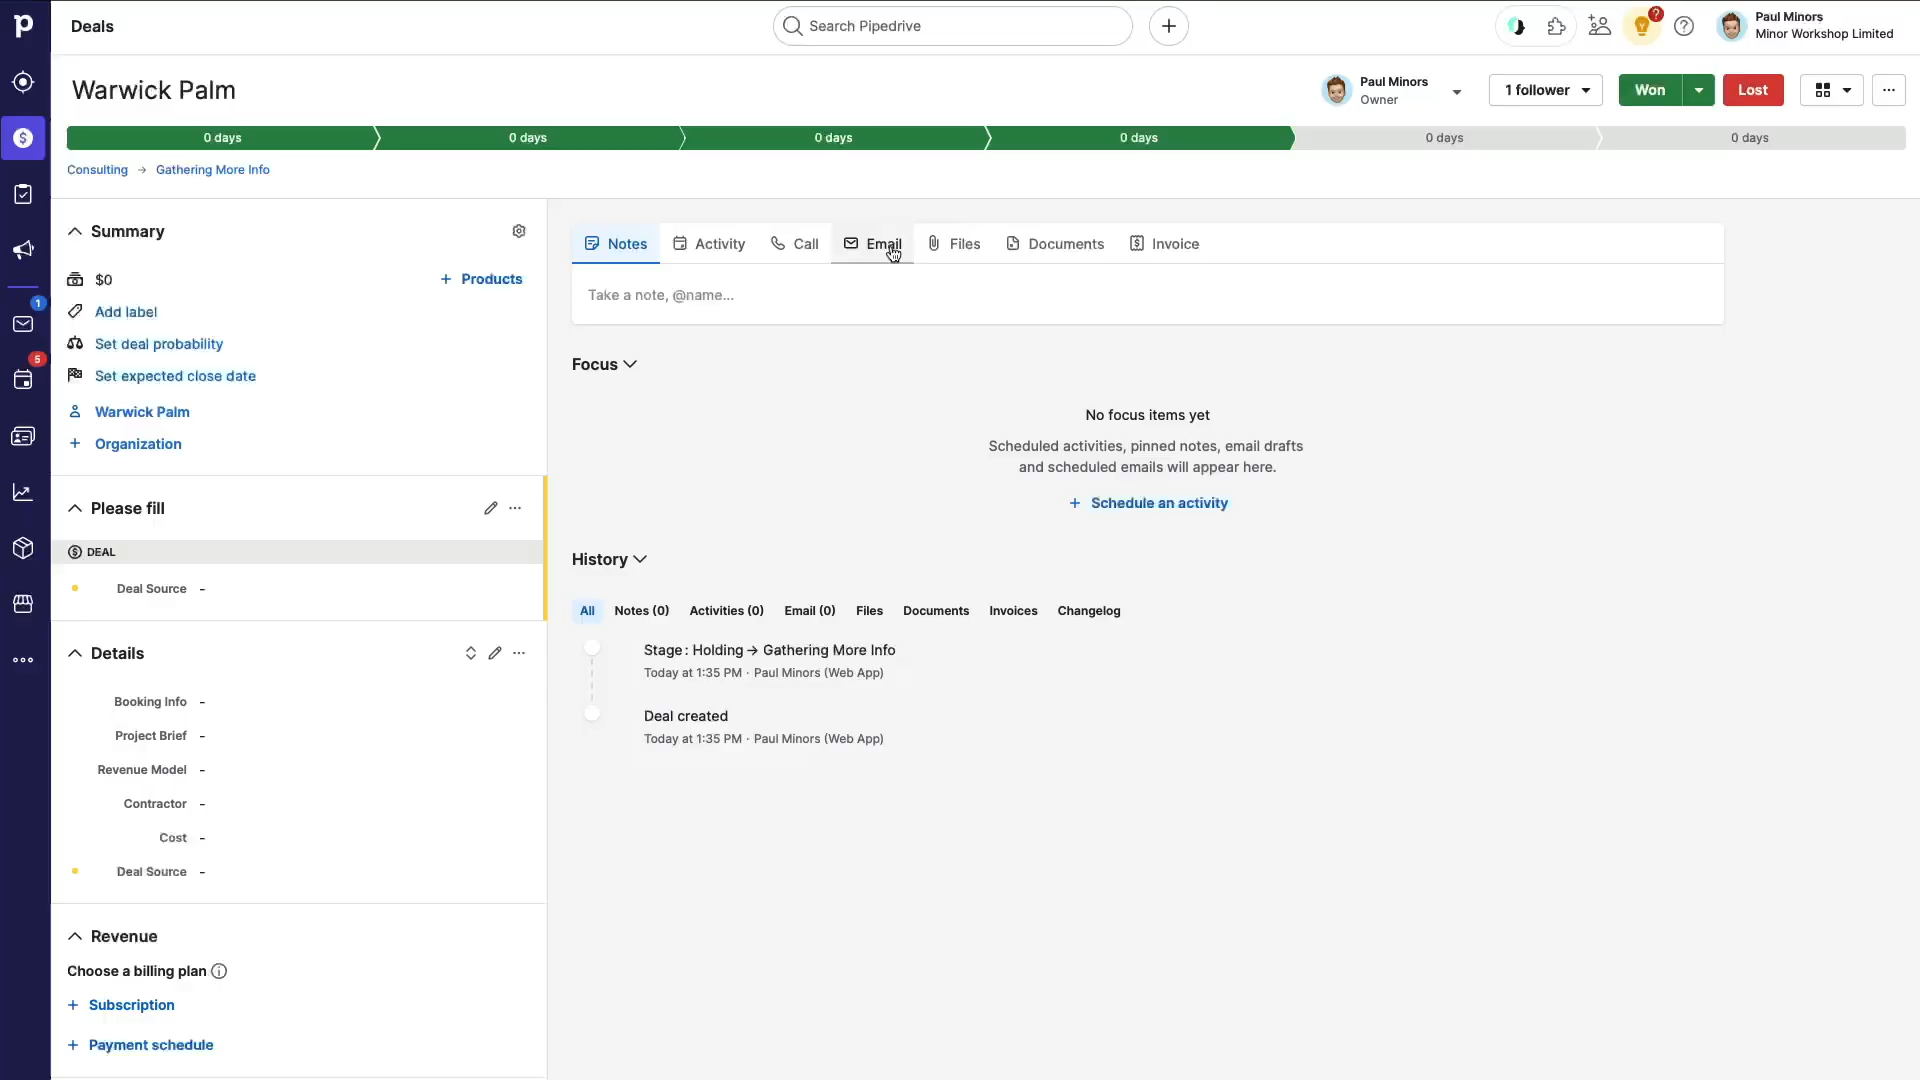 p
Deals
Search Pipedrive
?
Paul Minors
Minor Workshop Limited
Warwick Palm
Paul Minors
Owner
1 follower
Won
Lost
0 days
0 days
0 days
0 days
0 days
0 days
Consulting → Gathering More Info
1
5
Summary
$0
+ Products
Add label
Set deal probability
Set expected close date
Warwick Palm
+ Organization
Please fill
DEAL
Deal Source -
Details
Booking Info -
Project Brief -
Revenue Model -
Contractor -
Cost -
Deal Source -
Revenue
Choose a billing plan
+ Subscription
+ Payment schedule
Notes
Activity
Call
Email
Files
Documents
Invoice
Take a note, @name...
Focus
No focus items yet
Scheduled activities, pinned notes, email drafts
and scheduled emails will appear here.
+ Schedule an activity
History
All
Notes (0)
Activities (0)
Email (0)
Files
Documents
Invoices
Changelog
Stage: Holding → Gathering More Info
Today at 1:35 PM · Paul Minors (Web App)
Deal created
Today at 1:35 PM · Paul Minors (Web App)